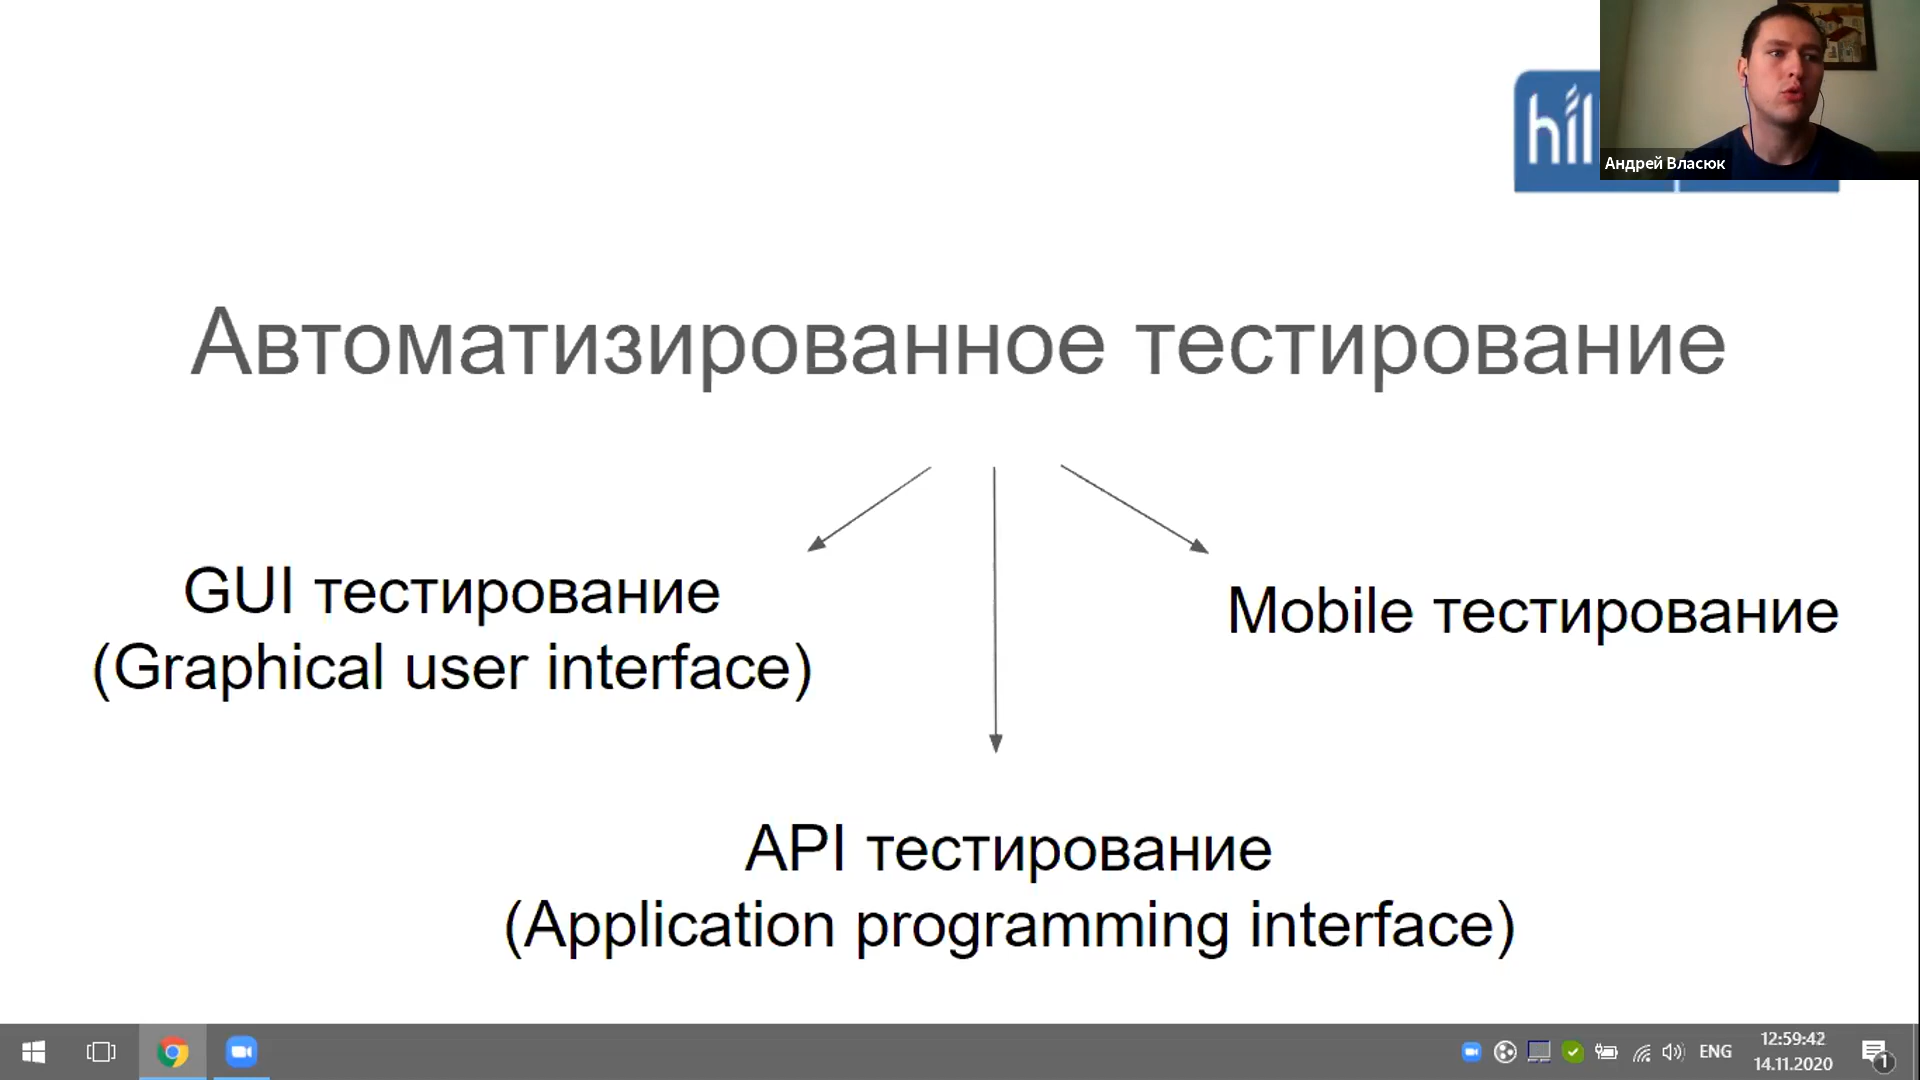 hil
Андрей Власюк
Автоматизированное тестирование
GUI тестирование
(Graphical user interface)
Mobile тестирование
API тестирование
(Application programming interface)
ENG
12:59:42
14.11.2020
1